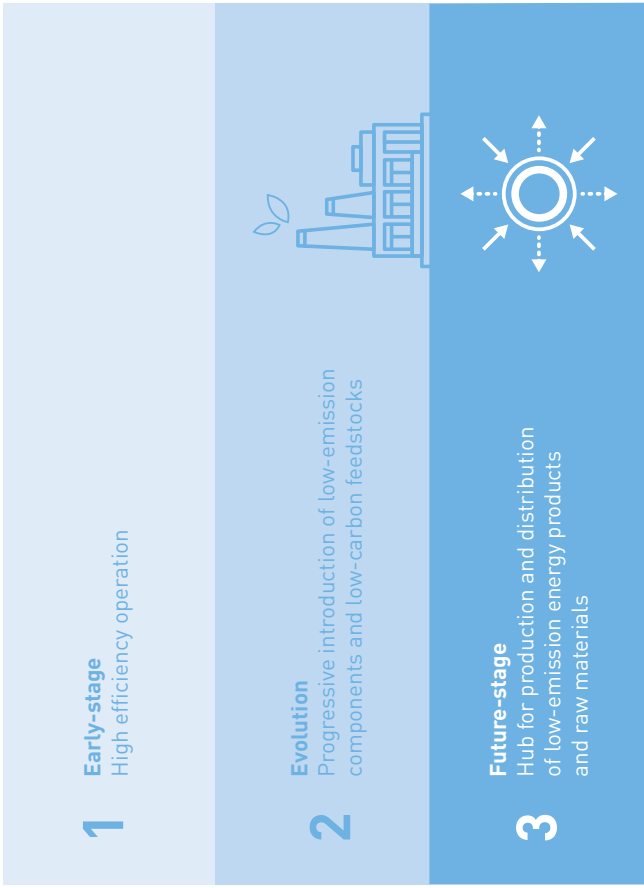 1
Early-stage
High efficiency operation
2
Evolution
Progressive introduction of low-emission
components and low-carbon feedstocks
3
Future-stage
Hub for production and distribution
of low-emission energy products
and raw materials